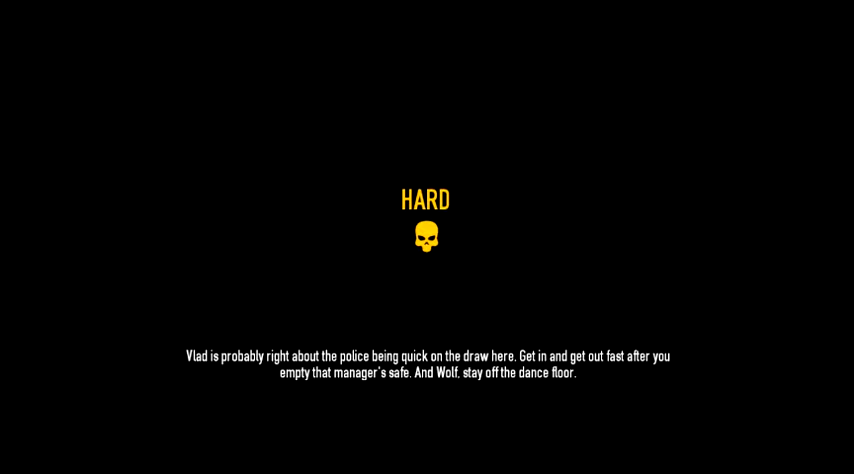 HARD
Vlad is probably right about the police being quick on the draw here. Get in and get out fast after you
empty that manager's safe. And Wolf, stay off the dance floor.